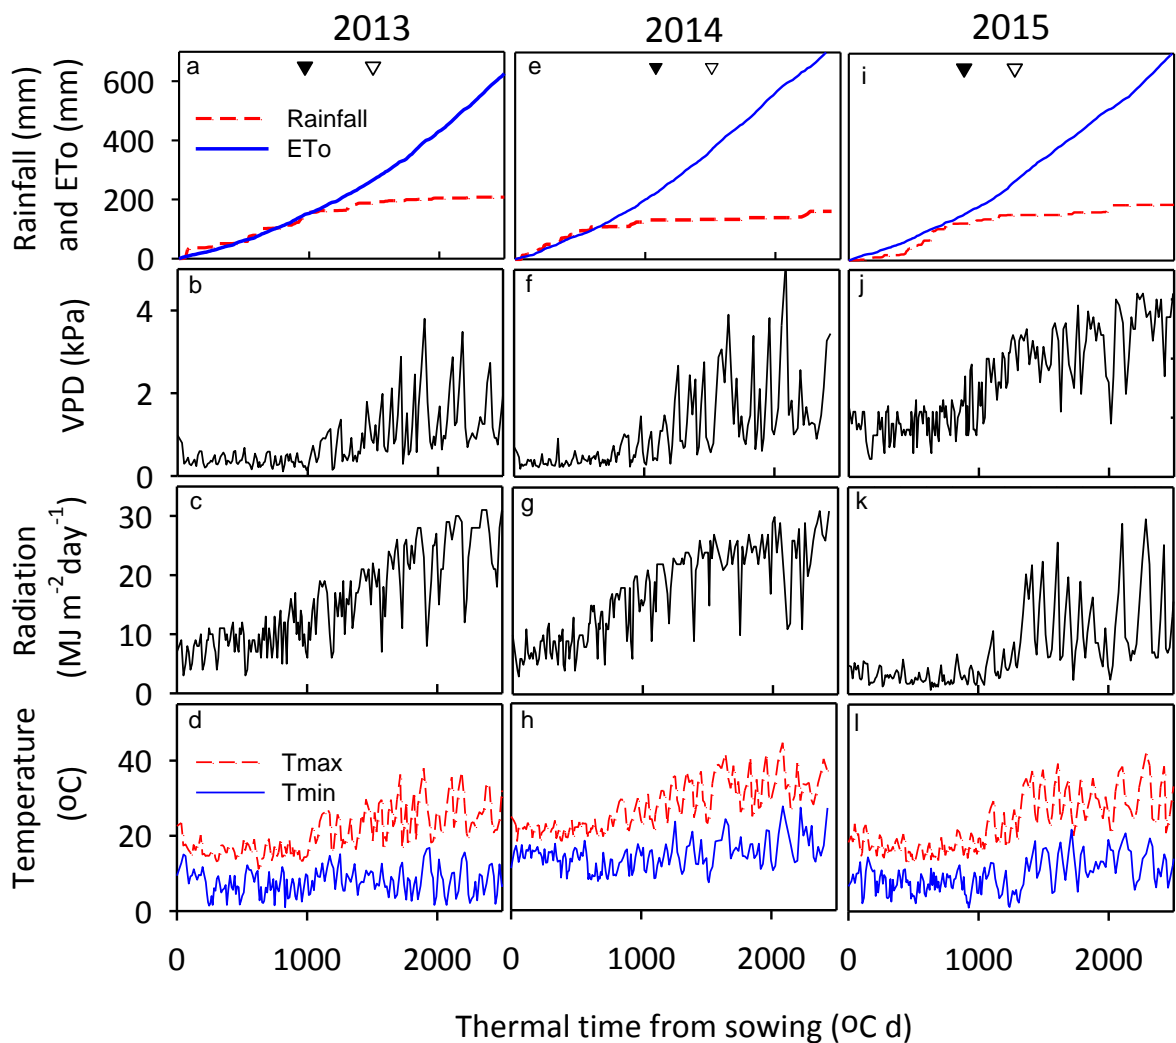 2013 2014 2015
a e i
600
400
200
0
Rainfall (mm)
and ETo (mm)
Rainfall
ETo
b f j
4
2
0
VPD (kPa)
c g k
30
20
10
0
Radiation
(MJ m-2 day-1)
d h l
40
20
0
Temperature
(oC)
Tmax
Tmin
0 1000 2000 0 1000 2000 0 1000 2000
Thermal time from sowing (oC d)